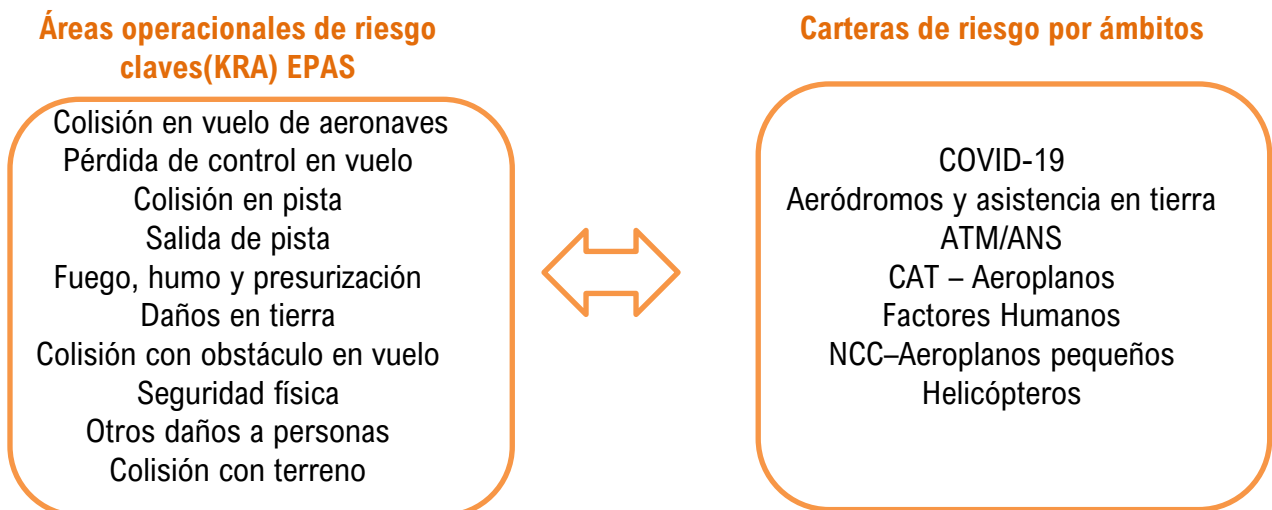 Áreas operacionales de riesgo
claves(KRA) EPAS
Colisión en vuelo de aeronaves
Pérdida de control en vuelo
Colisión en pista
Salida de pista
Fuego, humo y presurización
Daños en tierra
Colisión con obstáculo en vuelo
Seguridad física
Otros daños a personas
Colisión con terreno
Carteras de riesgo por ámbitos
COVID-19
Aeródromos y asistencia en tierra
ATM/ANS
CAT – Aeroplanos
Factores Humanos
NCC–Aeroplanos pequeños
Helicópteros